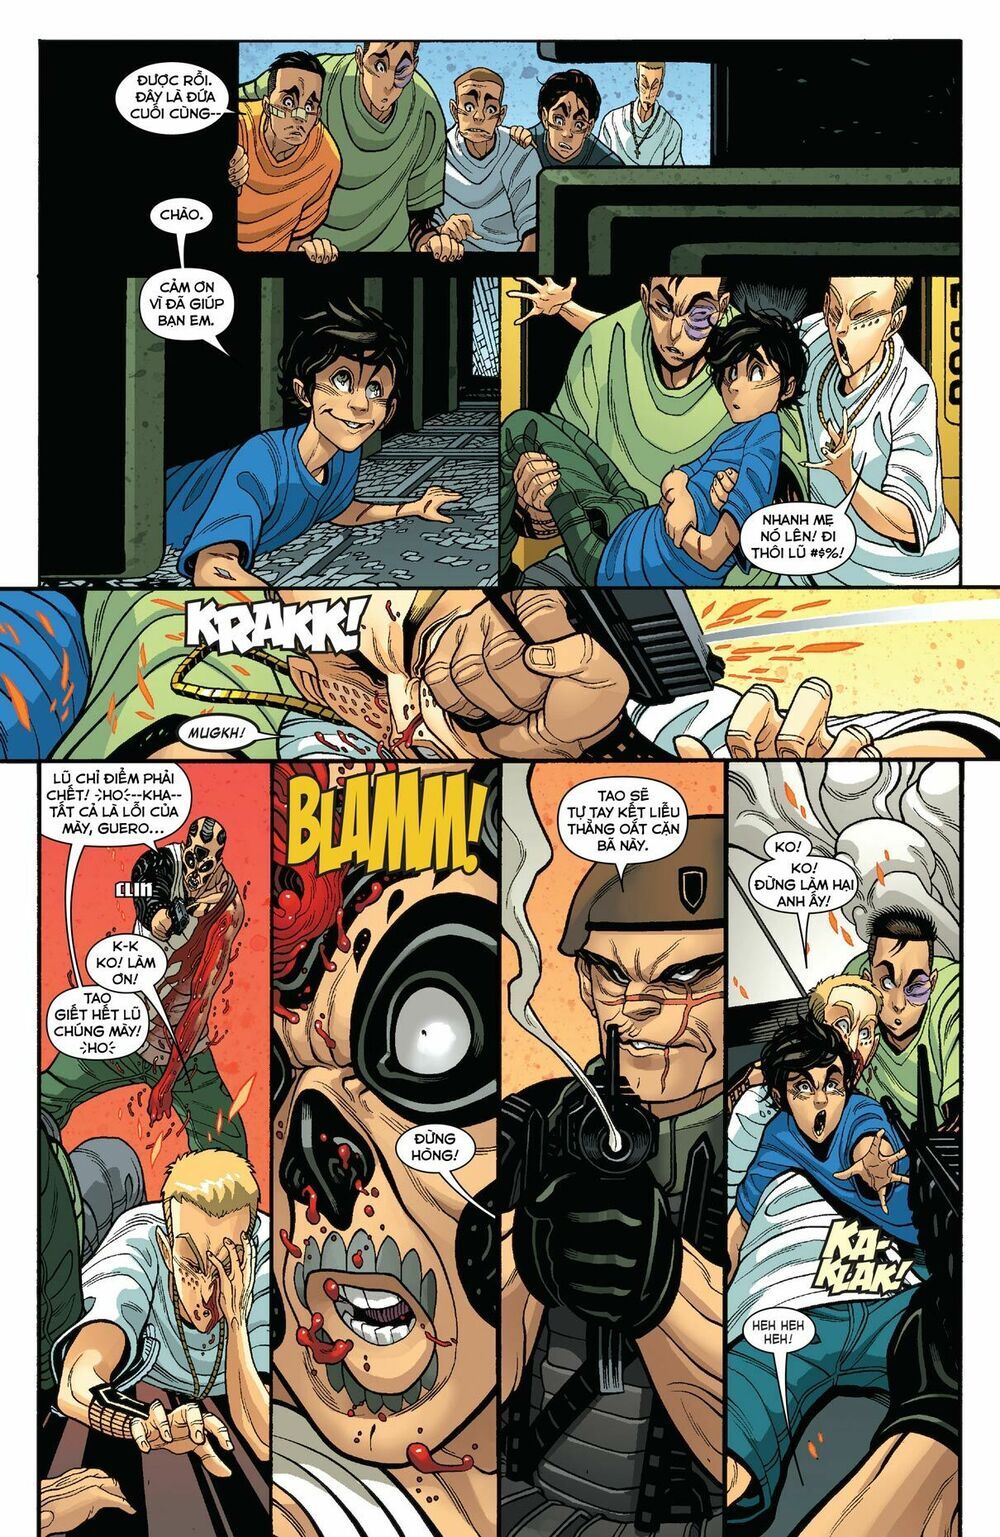 ĐƯỢC RỒI.
ĐÂY LÀ ĐỨA
CUỐI CÙNG--
CHÀO.
CẢM ƠN
VÌ ĐÃ GIÚP
BẠN EM.
NHANH MẸ
NÓ LÊN! ĐI
THÔI LŨ #$%!
KRAKK!
MUGKH!
LŨ CHỈ ĐIỂM PHẢI
CHẾT! HO--KHA--
TẤT CẢ LÀ LỖI CỦA
MÀY, GUERO...
K-K
KO! LÀM
ƠN!
TAO
GIẾT HẾT LŨ
CHÚNG MÀY!
HO
BLAMM!
TAO SẼ
TỰ TAY KẾT LIỄU
THẰNG OẮT CẶN
BÃ NÀY.
ĐỪNG
HÒNG!
KO!
KO!
ĐỪNG LÀM HẠI
ANH ẤY!
KA-
KLAK!
HEH HEH
HEH!